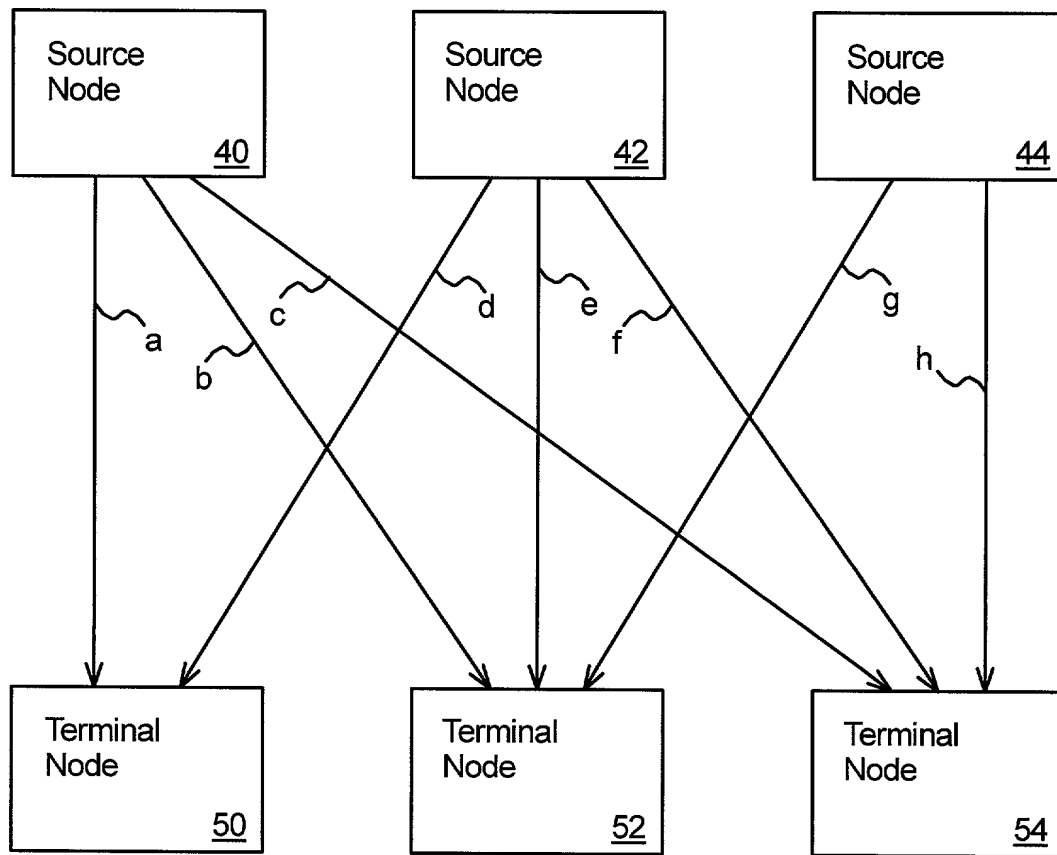 Source
Node
40
Source
Node
42
Source
Node
44
a
b
c
d
e
f
g
h
Terminal
Node
50
Terminal
Node
52
Terminal
Node
54